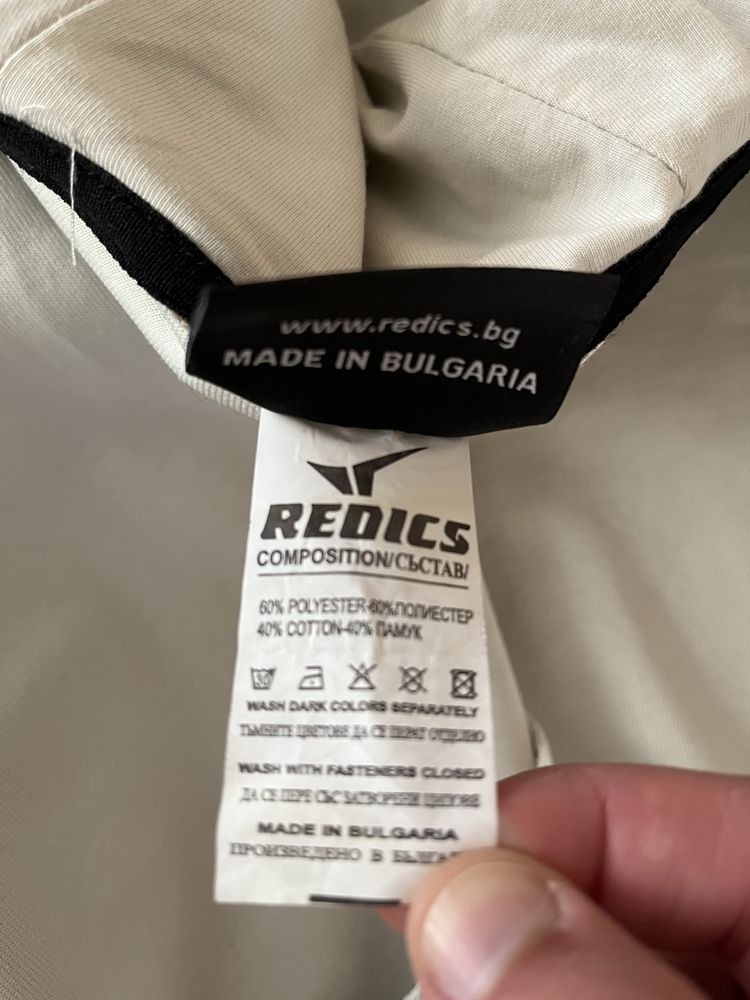 www.redics.bg
MADE IN BULGARIA
REDICS
COMPOSITION/СЪСТАВ/
60% POLYESTER-60%ПОЛИЕСТЕР
40% COTTON-40% ПАМУК
30
WASH DARK COLORS SEPARATELY
ТЪМНИТЕ ЦВЕТОВЕ ДА СЕ ПЕРАТ ОТДЕЛНО
WASH WITH FASTENERS CLOSED
ДА СЕ ПЕРЕ СЪС ЗАТВОРЕНИ ЦИПОВЕ
MADE IN BULGARIA
ПРОИЗВЕДЕНО В